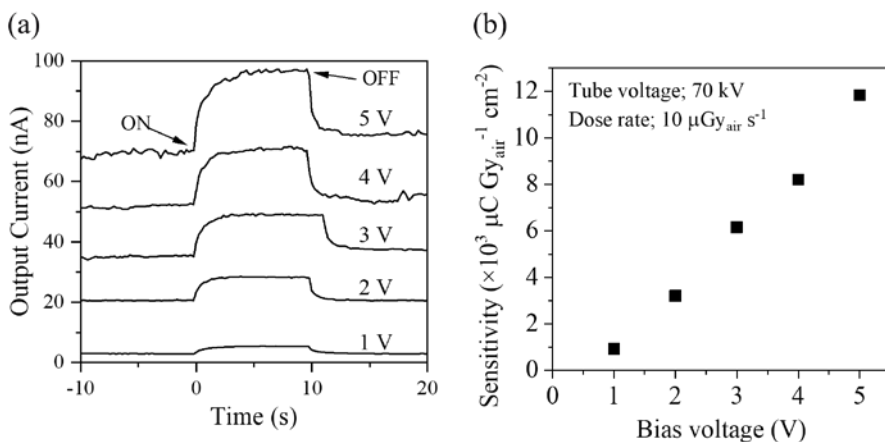 (a)
100
80
60
40
20
0
Output Current (nA)
ON
OFF
5 V
4 V
3 V
2 V
1 V
-10 0 10 20
Time (s)
(b)
Tube voltage; 70 kV
Dose rate; 10 μGy_air s⁻¹
12
10
8
6
4
2
0
Sensitivity (×10³ μC Gy_air⁻¹ cm⁻²)
0 1 2 3 4 5
Bias voltage (V)